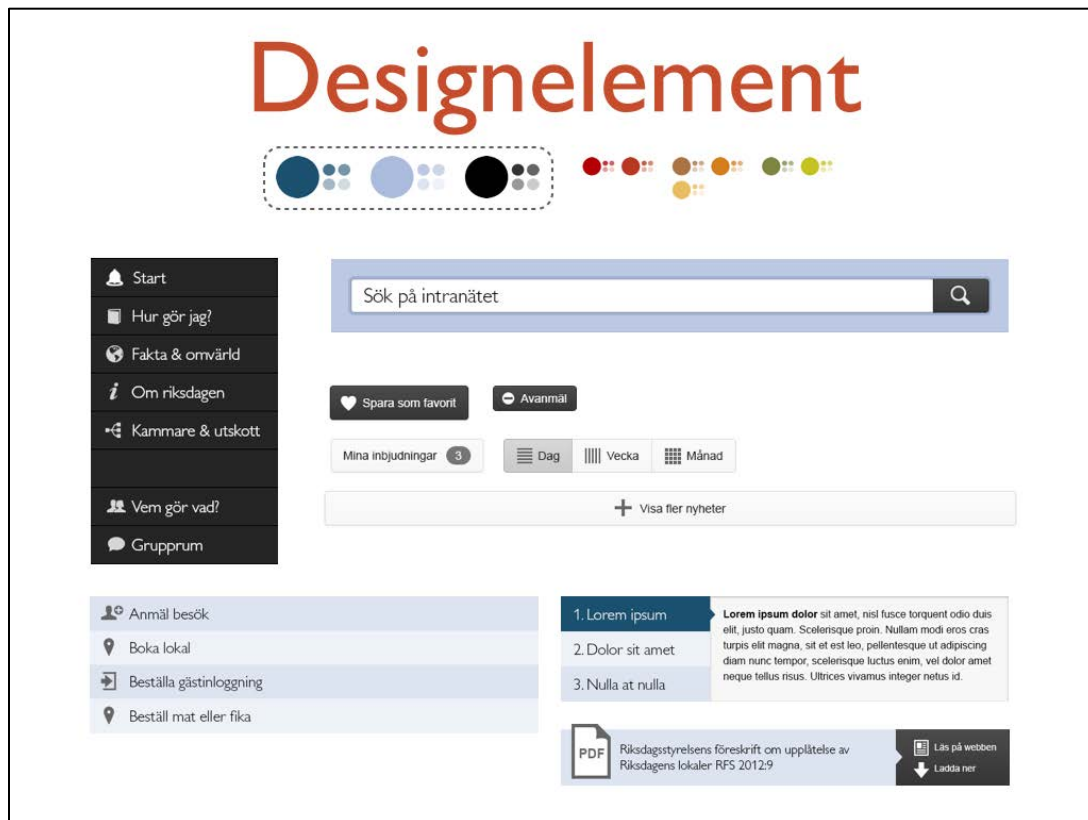 Designelement
Start
Hur gör jag?
Fakta & omvärld
Om riksdagen
Kammare & utskott
Vem gör vad?
Grupprum
Sök på intranätet
Spara som favorit
Avanmäl
Mina inbjudningar 3
Dag
Vecka
Månad
Visa fler nyheter
Anmäl besök
Boka lokal
Beställa gästinloggning
Beställ mat eller fika
1. Lorem ipsum
2. Dolor sit amet
3. Nulla at nulla
Lorem ipsum dolor sit amet, nisl fusce torquent odio duis
elit, justo quam. Scelerisque proin. Nullam modi eros cras
turpis elit magna, sit et est leo, pellentesque ut adipiscing
diam nunc tempor, scelerisque luctus enim, vel dolor amet
neque tellus risus. Ultrices vivamus integer netus id.
PDF
Riksdagsstyrelsens föreskrift om upplåtelse av
Riksdagens lokaler RFS 2012:9
Läs på webben
Ladda ner